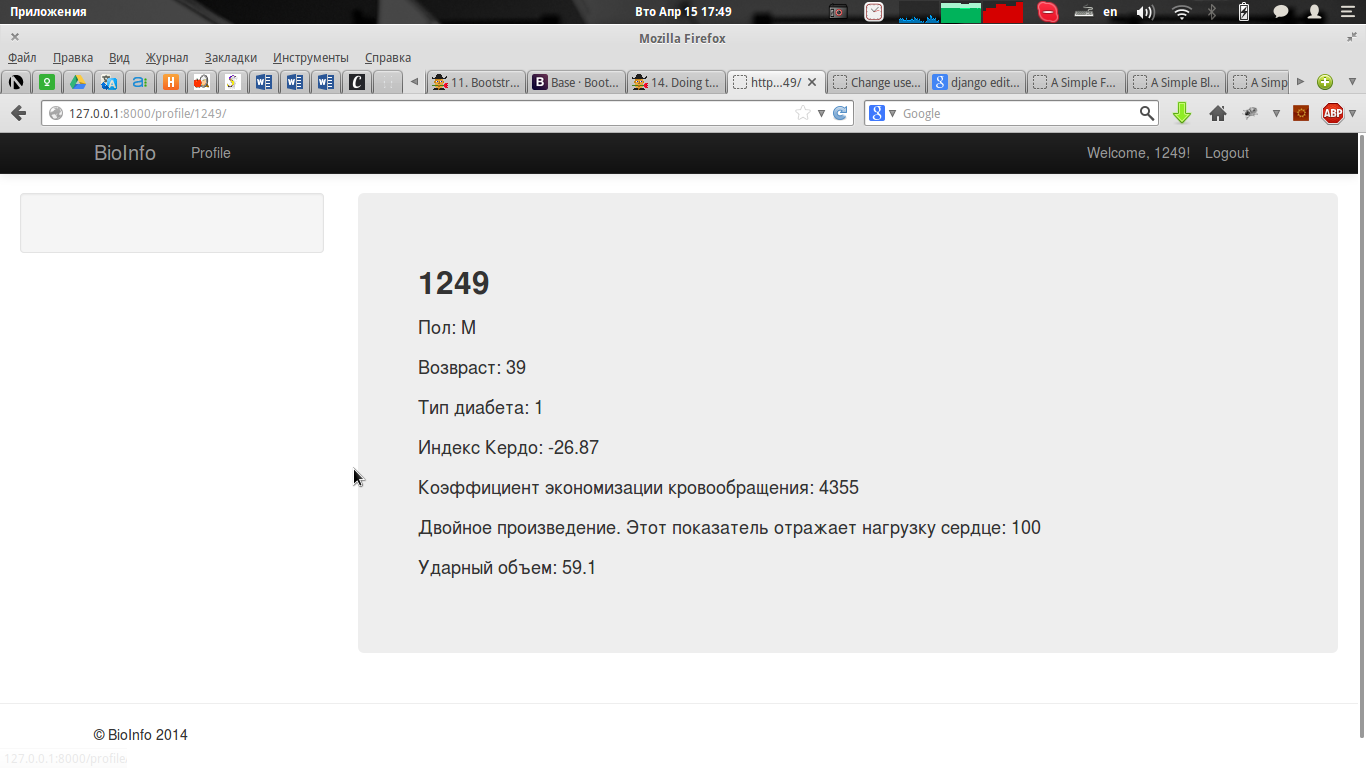 Приложения
Вто Апр 15 17:49
en
Mozilla Firefox
Файл Правка Вид Журнал Закладки Инструменты Справка
11. Bootstr...
Base · Boot...
14. Doing t...
http...49/
Change use...
django edit...
A Simple F...
A Simple Bl...
A Simp
127.0.0.1:8000/profile/1249/
Google
ABP
BioInfo Profile Welcome, 1249! Logout
1249
Пол: М
Возвраст: 39
Тип диабета: 1
Индекс Кердо: -26.87
Коэффициент экономизации кровообращения: 4355
Двойное произведение. Этот показатель отражает нагрузку сердце: 100
Ударный объем: 59.1
© BioInfo 2014
127.0.0.1:8000/profile/